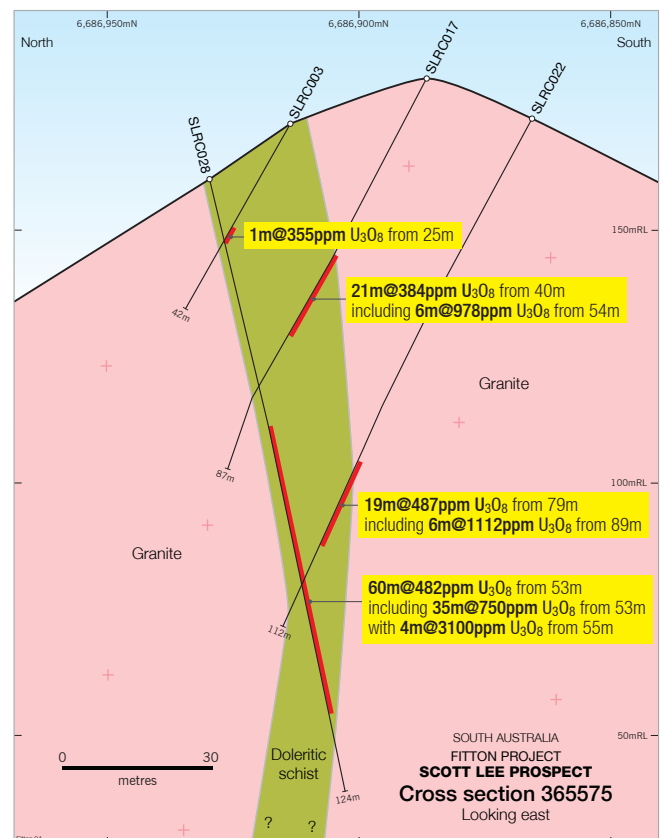 6,686,950mN
6,686,900mN
6,686,850mN
North
South
SLRC028
SLRC003
SLRC017
SLRC022
150mRL
1m@355ppm U₃O₈ from 25m
21m@384ppm U₃O₈ from 40m
including 6m@978ppm U₃O₈ from 54m
42m
Granite
87m
100mRL
19m@487ppm U₃O₈ from 79m
including 6m@1112ppm U₃O₈ from 89m
Granite
60m@482ppm U₃O₈ from 53m
including 35m@750ppm U₃O₈ from 53m
with 4m@3100ppm U₃O₈ from 55m
112m
50mRL
0 30
metres
Doleritic
schist
124m
? ?
SOUTH AUSTRALIA
FITTON PROJECT
SCOTT LEE PROSPECT
Cross section 365575
Looking east